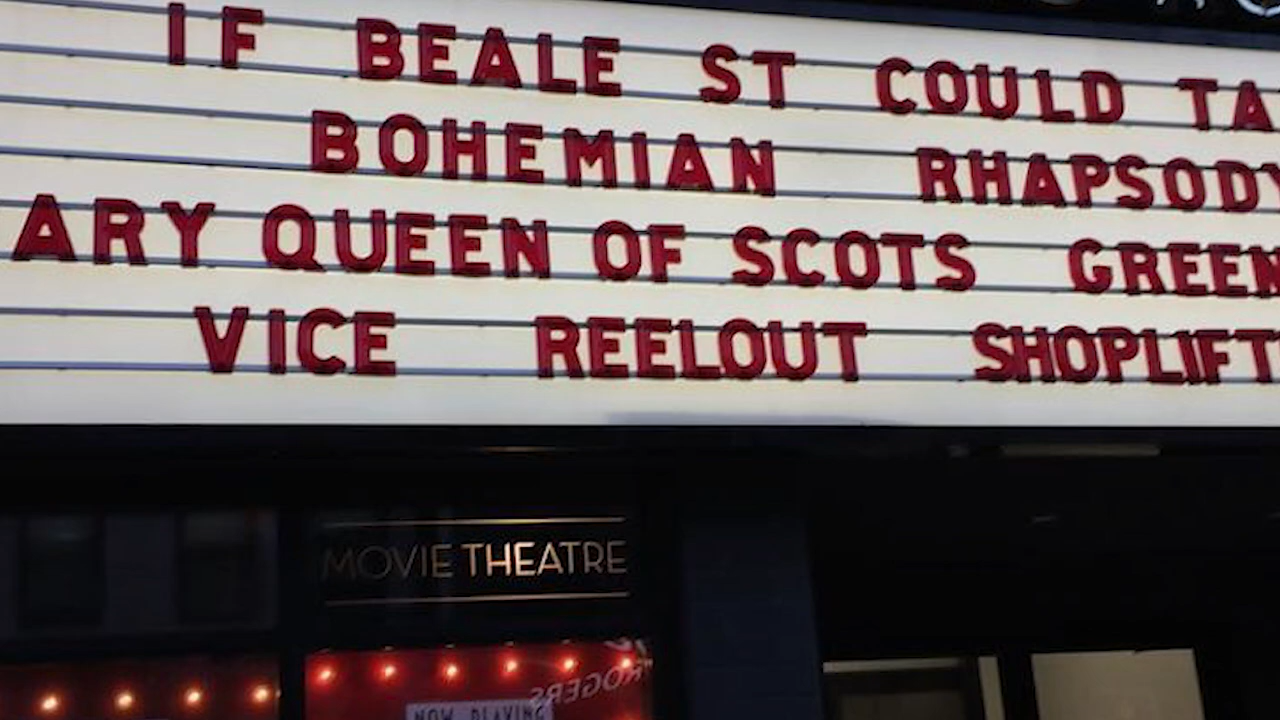 IF BEALE ST COULD TA
BOHEMIAN RHAPSODY
ARY QUEEN OF SCOTS GREEN
VICE REELOUT SHOPLIFT
MOVIE THEATRE
ROGERS
NOW PLAYING